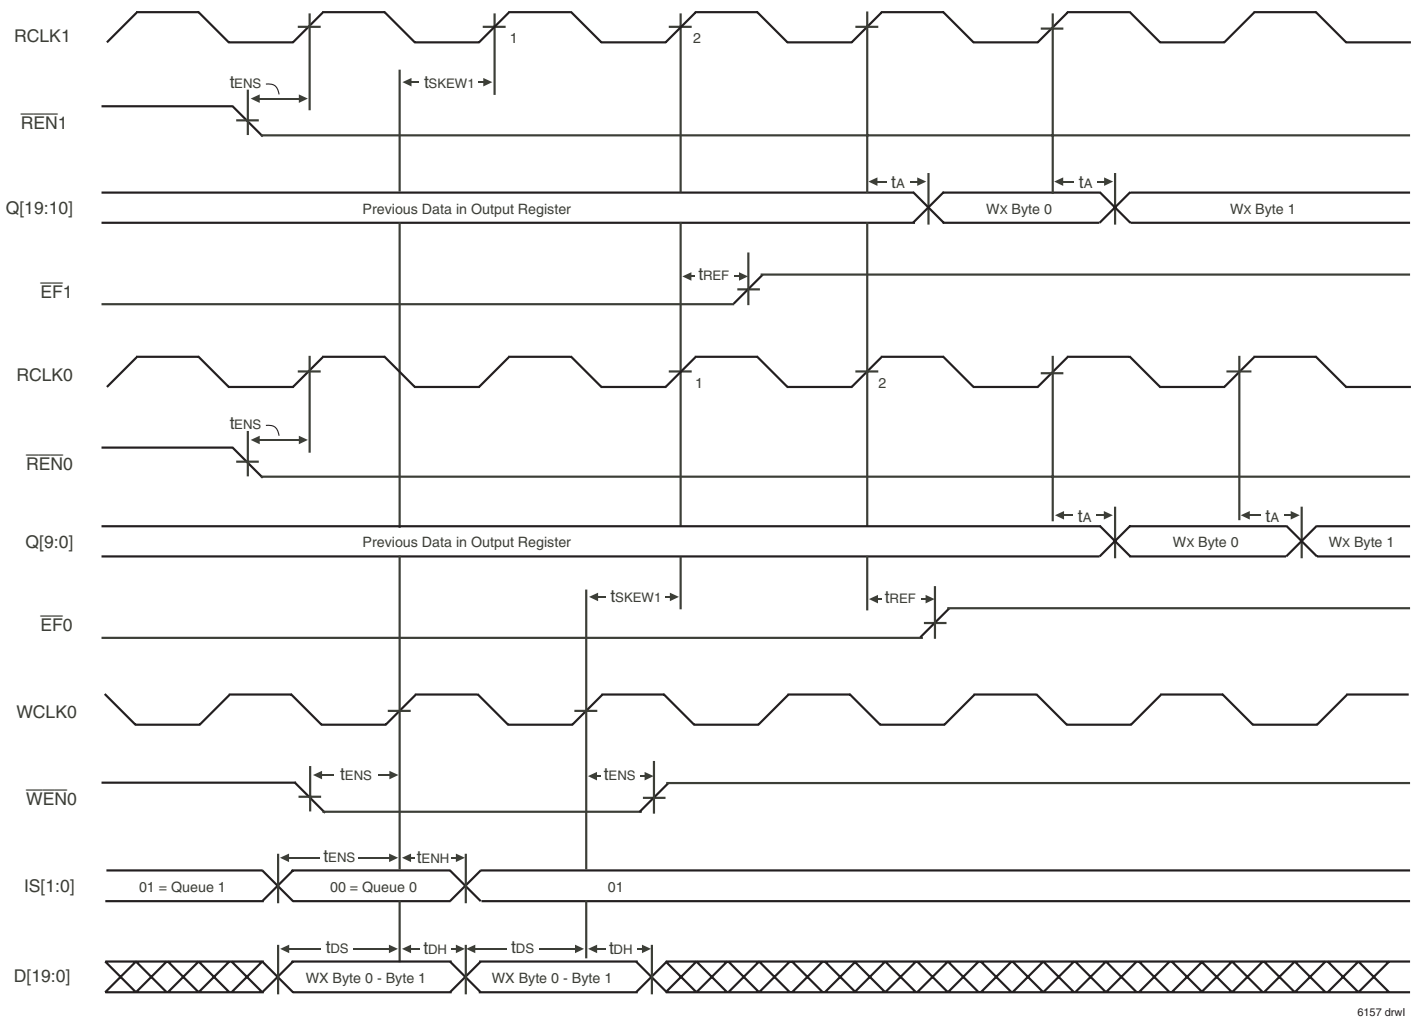 RCLK1
1
2
tENS
tSKEW1
REN1
tA
tA
Q[19:10]
Previous Data in Output Register
Wx Byte 0
Wx Byte 1
tREF
EF1
RCLK0
1
2
tENS
REN0
tA
tA
Q[9:0]
Previous Data in Output Register
Wx Byte 0
Wx Byte 1
tSKEW1
tREF
EF0
WCLK0
tENS
tENS
WEN0
tENS
tENH
IS[1:0]
01 = Queue 1
00 = Queue 0
01
tDS
tDH
tDS
tDH
D[19:0]
WX Byte 0 - Byte 1
WX Byte 0 - Byte 1
6157 drwI